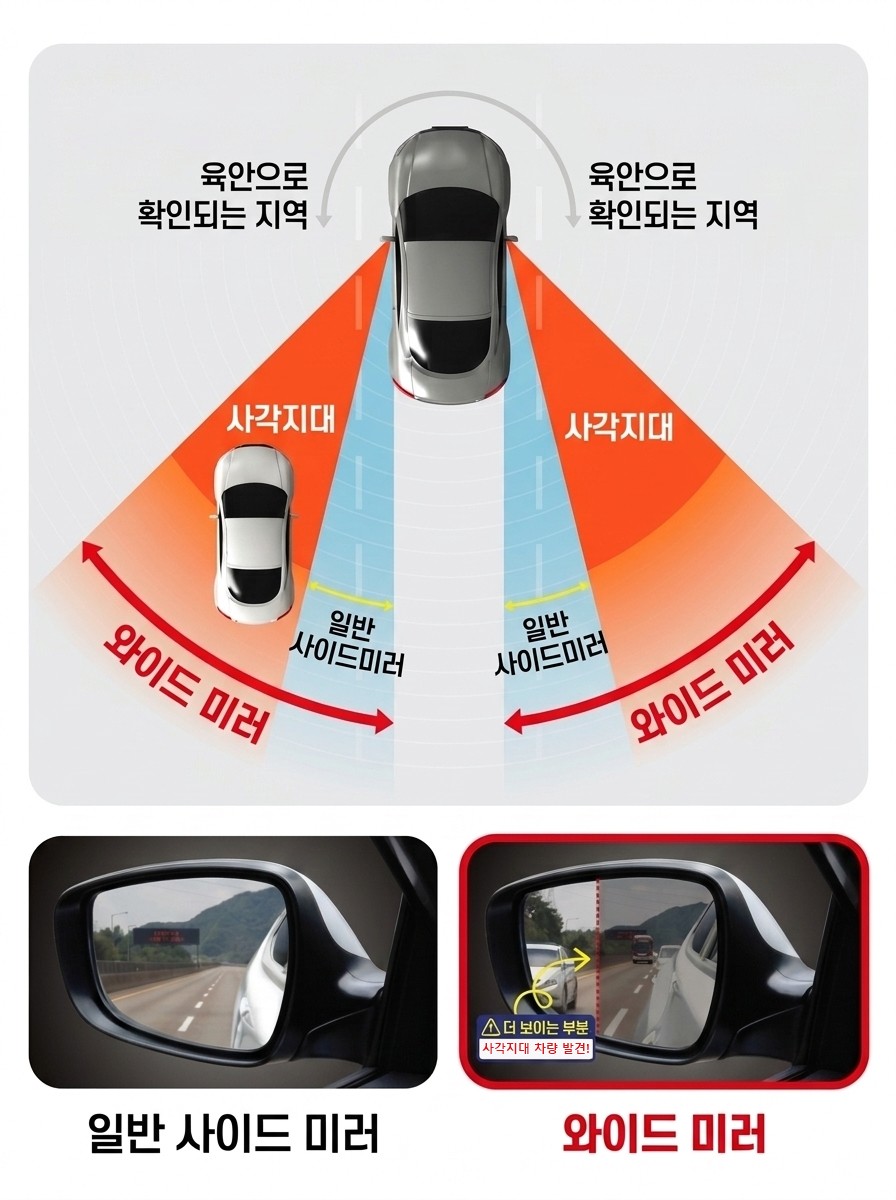 육안으로
확인되는 지역
육안으로
확인되는 지역
사각지대
사각지대
일반
사이드미러
일반
사이드미러
와이드 미러
와이드 미러
더 보이는 부분
사각지대 차량 발견!
일반 사이드 미러
와이드 미러